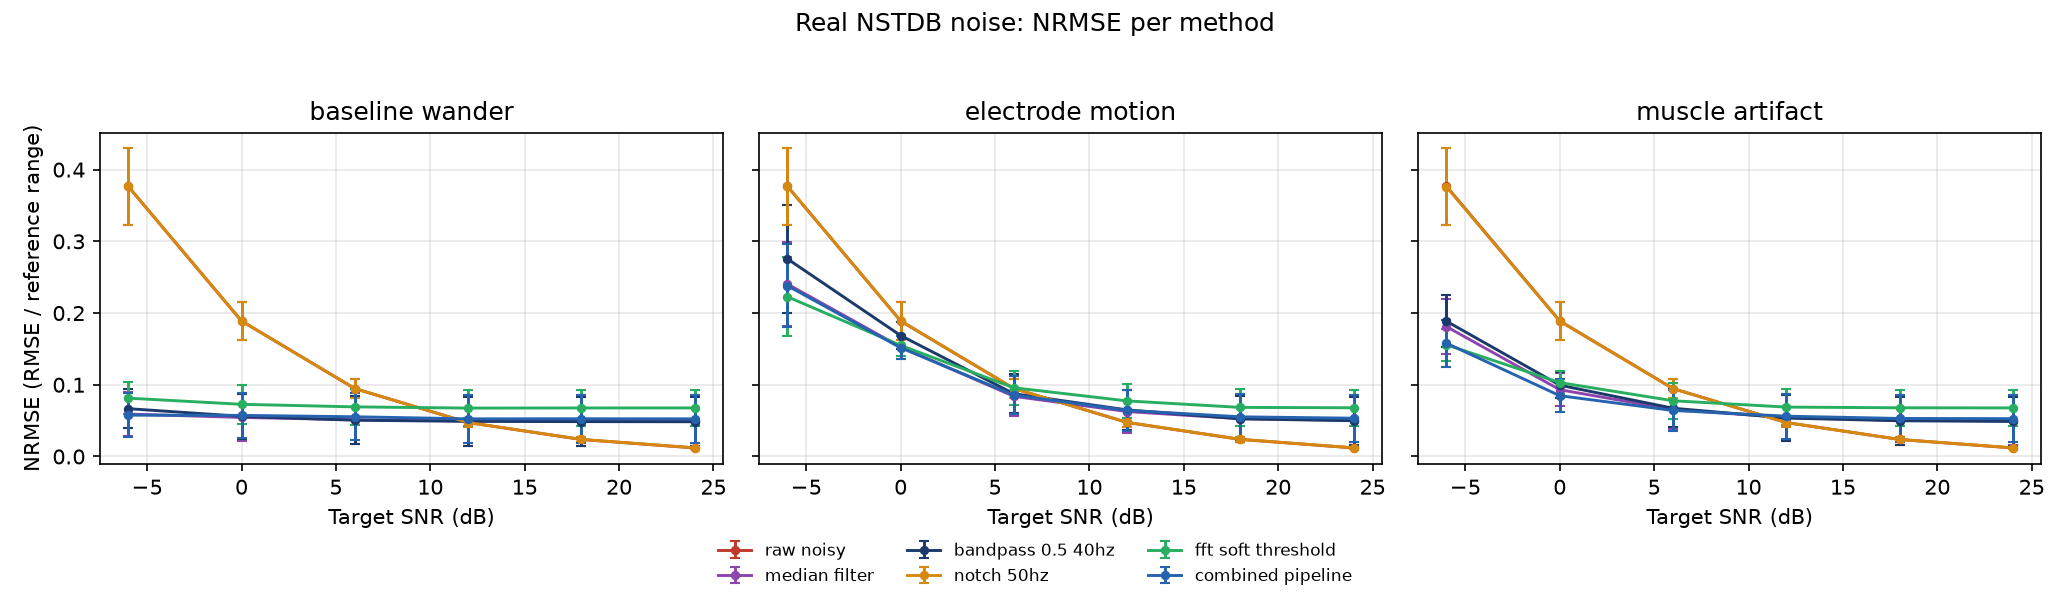 Real NSTDB noise: NRMSE per method
baseline wander
electrode motion
muscle artifact
NRMSE (RMSE / reference range)
0.4
0.3
0.2
0.1
0.0
−5 0 5 10 15 20 25
−5 0 5 10 15 20 25
−5 0 5 10 15 20 25
Target SNR (dB)
Target SNR (dB)
Target SNR (dB)
raw noisy
median filter
bandpass 0.5 40hz
notch 50hz
fft soft threshold
combined pipeline